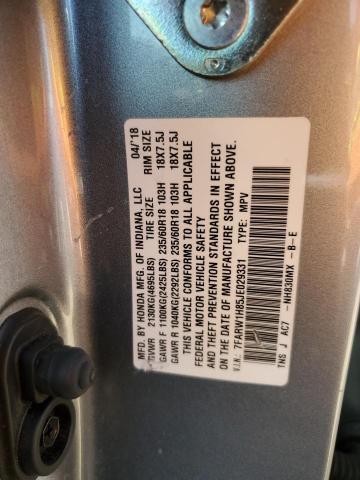 MFD. BY HONDA MFG. OF INDIANA, LLC 04/'18
GVWR 2130KG(4695LBS) TIRE SIZE RIM SIZE
GAWR F 1100KG(2425LBS) 235/60R18 103H 18X7.5J
GAWR R 1040KG(2292LBS) 235/60R18 103H 18X7.5J
THIS VEHICLE CONFORMS TO ALL APPLICABLE
FEDERAL MOTOR VEHICLE SAFETY
AND THEFT PREVENTION STANDARDS IN EFFECT
ON THE DATE OF MANUFACTURE SHOWN ABOVE.
V.I.N.: 7FARW1H85JE029331 TYPE: MPV
TNS J AC7 -NH830MX -B-E